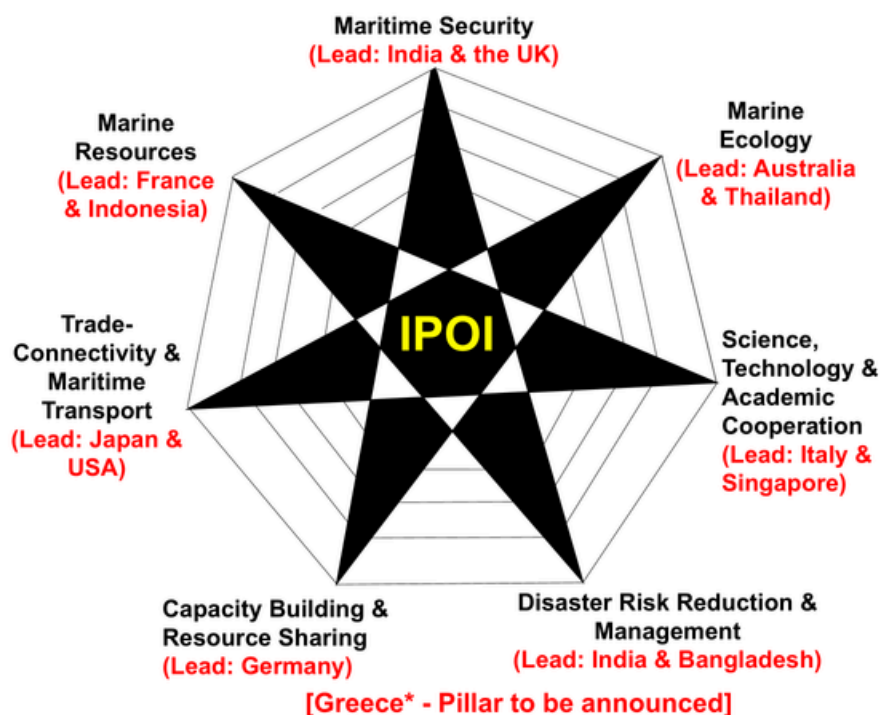 Maritime Security
(Lead: India & the UK)
Marine
Ecology
(Lead: Australia
& Thailand)
Marine
Resources
(Lead: France
& Indonesia)
IPOI
Trade-
Connectivity &
Maritime
Transport
(Lead: Japan &
USA)
Science,
Technology &
Academic
Cooperation
(Lead: Italy &
Singapore)
Capacity Building &
Resource Sharing
(Lead: Germany)
Disaster Risk Reduction &
Management
(Lead: India & Bangladesh)
[Greece* - Pillar to be announced]